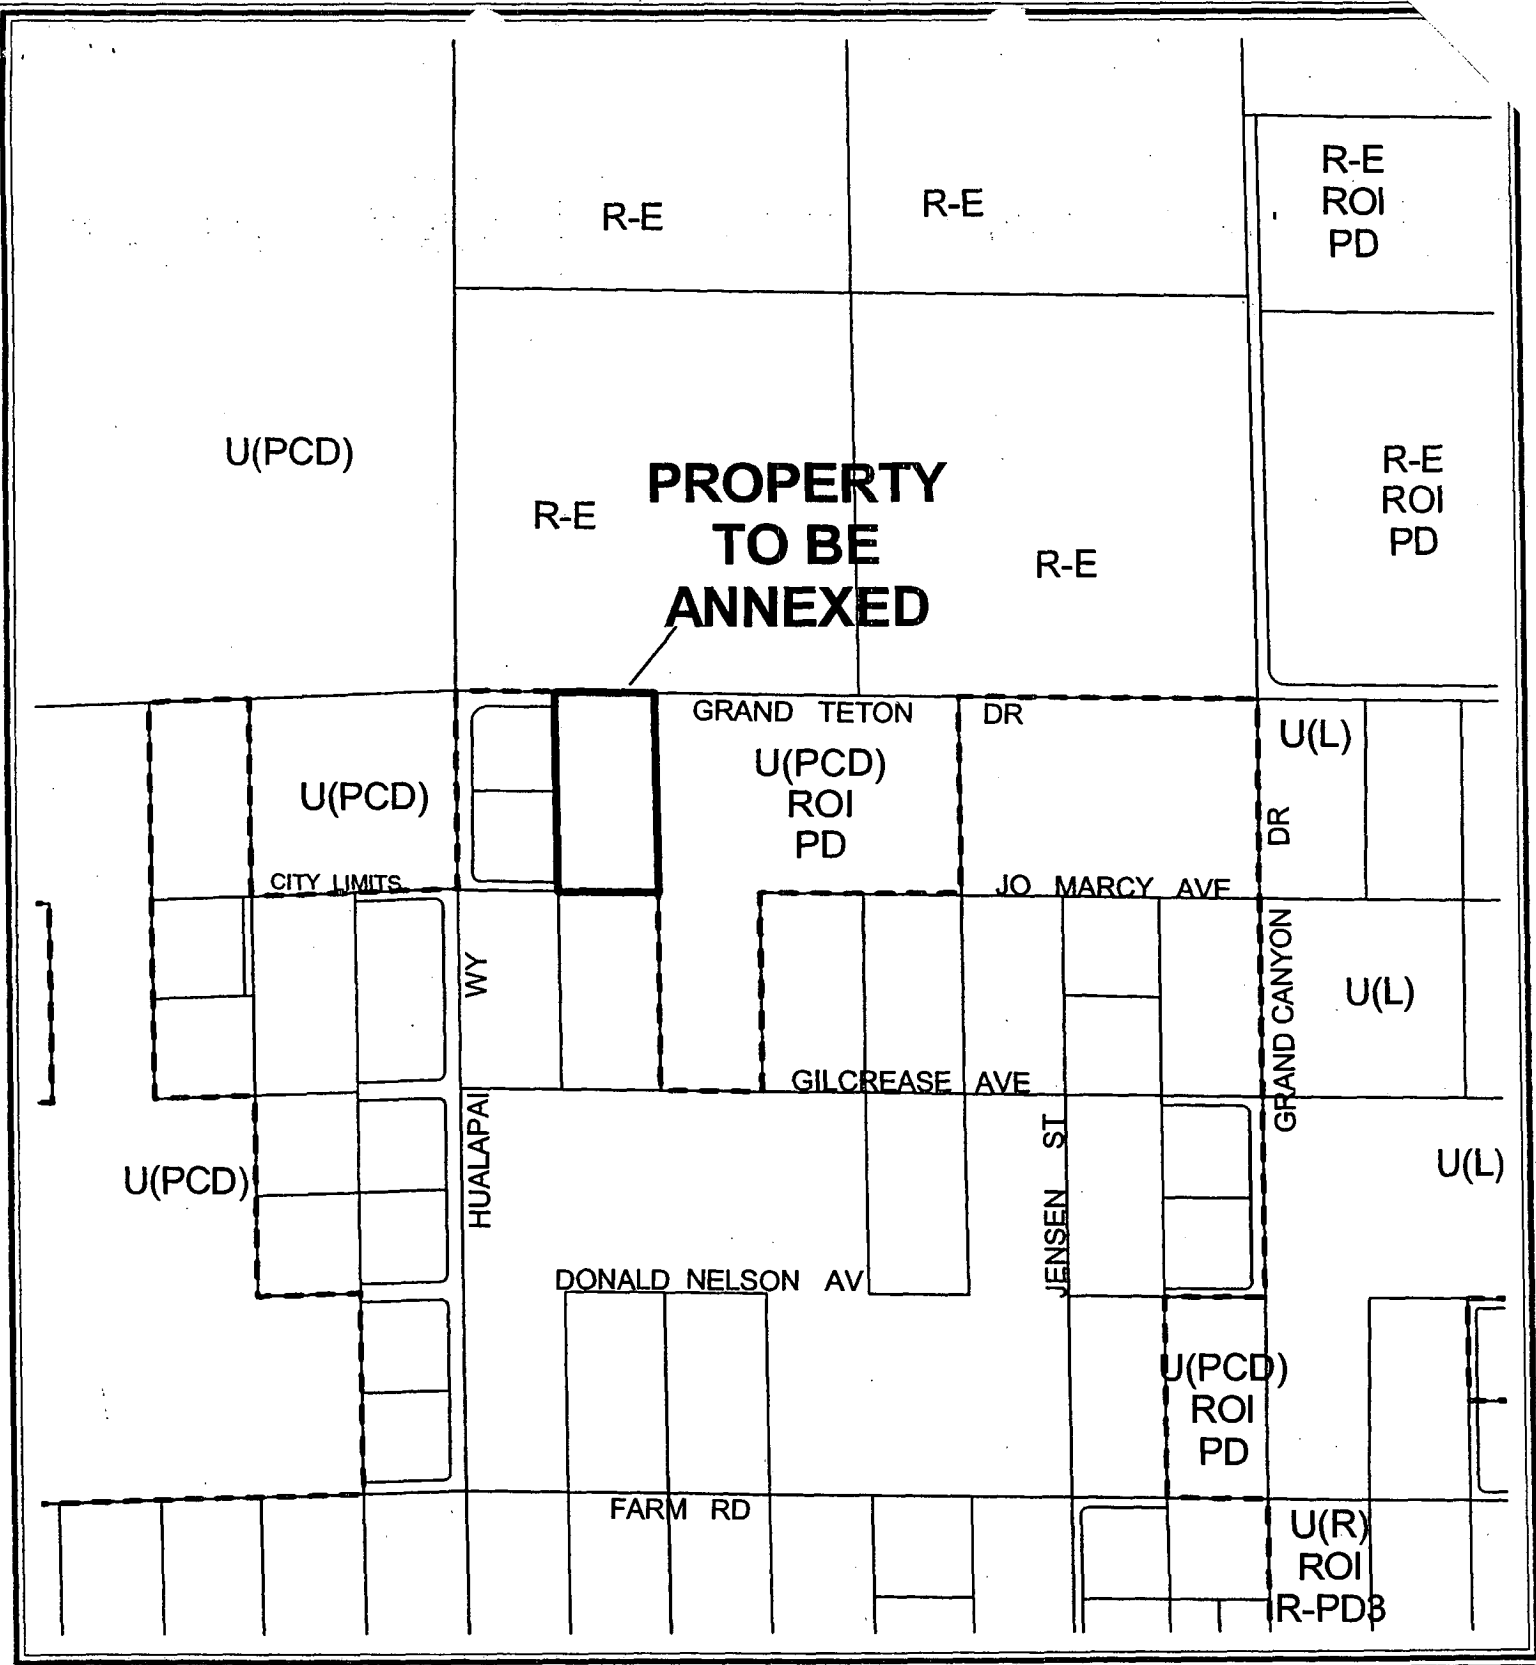 R-E
R-E
R-E
ROI
PD
U(PCD)
R-E
PROPERTY
TO BE
ANNEXED
R-E
R-E
ROI
PD
GRAND TETON DR
U(PCD)
U(PCD)
ROI
PD
U(L)
DR
CITY LIMITS
JO MARCY AVE
WY
GRAND CANYON
U(L)
GILCREASE AVE
HUALAPAI
U(PCD)
JENSEN ST
U(L)
DONALD NELSON AV
U(PCD)
ROI
PD
FARM RD
U(R)
ROI
R-PD3